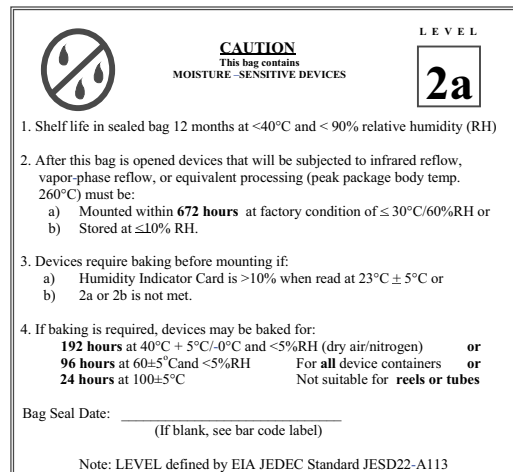 LEVEL
CAUTION
This bag contains
MOISTURE –SENSITIVE DEVICES
2a
1. Shelf life in sealed bag 12 months at <40°C and < 90% relative humidity (RH)
2. After this bag is opened devices that will be subjected to infrared reflow,
vapor-phase reflow, or equivalent processing (peak package body temp.
260°C) must be:
a) Mounted within 672 hours at factory condition of ≤ 30°C/60%RH or
b) Stored at ≤10% RH.
3. Devices require baking before mounting if:
a) Humidity Indicator Card is >10% when read at 23°C ± 5°C or
b) 2a or 2b is not met.
4. If baking is required, devices may be baked for:
192 hours at 40°C + 5°C/-0°C and <5%RH (dry air/nitrogen) or
96 hours at 60±5°Cand <5%RH For all device containers or
24 hours at 100±5°C Not suitable for reels or tubes
Bag Seal Date: ______________________________
(If blank, see bar code label)
Note: LEVEL defined by EIA JEDEC Standard JESD22-A113